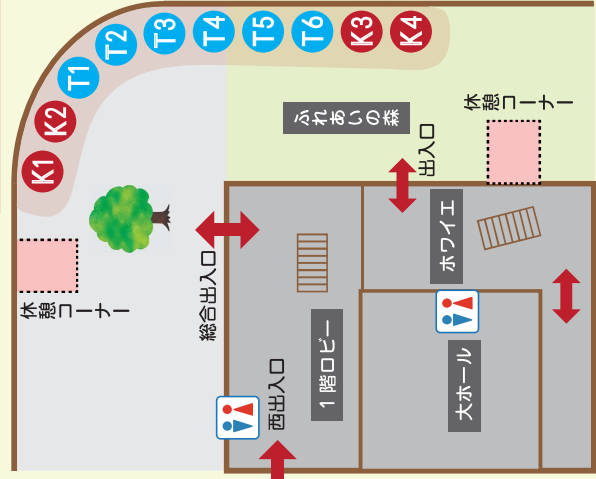 K1
K2
T1
T2
T3
T4
T5
T6
K3
K4
ふれあいの森
休憩コーナー
出入口
ホワイエ
休憩コーナー
総合出入口
1階ロビー
大ホール
西出入口